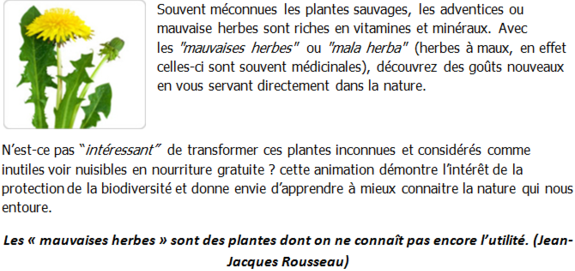 Souvent méconnues les plantes sauvages, les adventices ou
mauvaise herbes sont riches en vitamines et minéraux. Avec
les "mauvaises herbes" ou "mala herba" (herbes à maux, en effet
celles-ci sont souvent médicinales), découvrez des goûts nouveaux
en vous servant directement dans la nature.
N'est-ce pas "intéressant" de transformer ces plantes inconnues et considérés comme
inutiles voir nuisibles en nourriture gratuite ? cette animation démontre l'intérêt de la
protection de la biodiversité et donne envie d'apprendre à mieux connaitre la nature qui nous
entoure.
Les « mauvaises herbes » sont des plantes dont on ne connaît pas encore l'utilité. (Jean-
Jacques Rousseau)